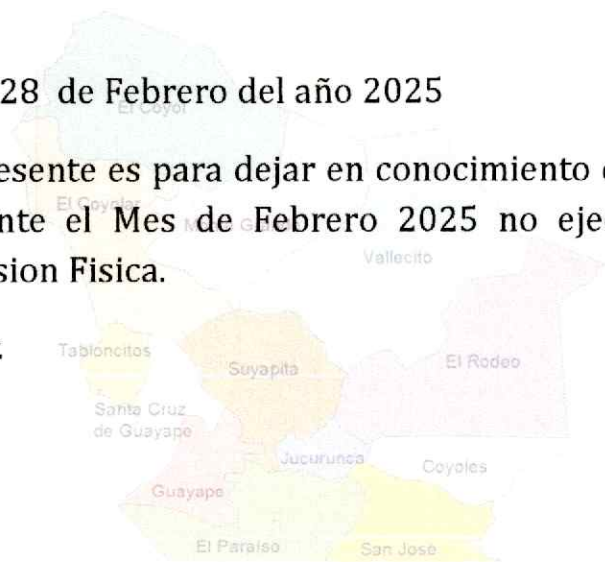 28 de Febrero del año 2025
El Coyol
esente es para dejar en conocimiento
El Coyolar
nte el Mes de Febrero 2025 no eje
Vallecito
sion Fisica.
Tabloncitos
Suyapita
El Rodeo
Santa Cruz
de Guayape
Jucurunca
Coyoles
Guayape
El Paraiso
San José